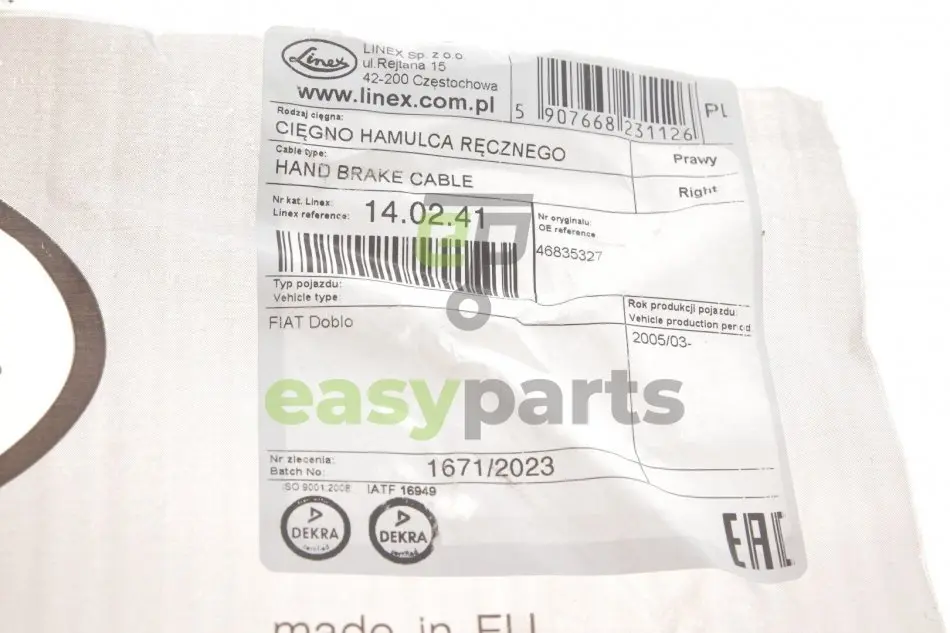 Linex
LINEX sp. z o.o.
ul.Rejtana 15
42-200 Częstochowa
www.linex.com.pl
5 907668 231126
PL
Rodzaj cięgna:
CIĘGNO HAMULCA RĘCZNEGO
Prawy
Cable type:
HAND BRAKE CABLE
Right
Nr kat. Linex:
Linex reference:
14.02.41
Nr oryginału:
OE reference
46835327
Typ pojazdu:
Vehicle type:
FIAT Doblo
Rok produkcji pojazdu
Vehicle production period
2005/03-
easyparts
Nr zlecenia:
Batch No:
1671/2023
ISO 9001:2008
IATF 16949
DEKRA
certified
DEKRA
certified
EAC
made in EU